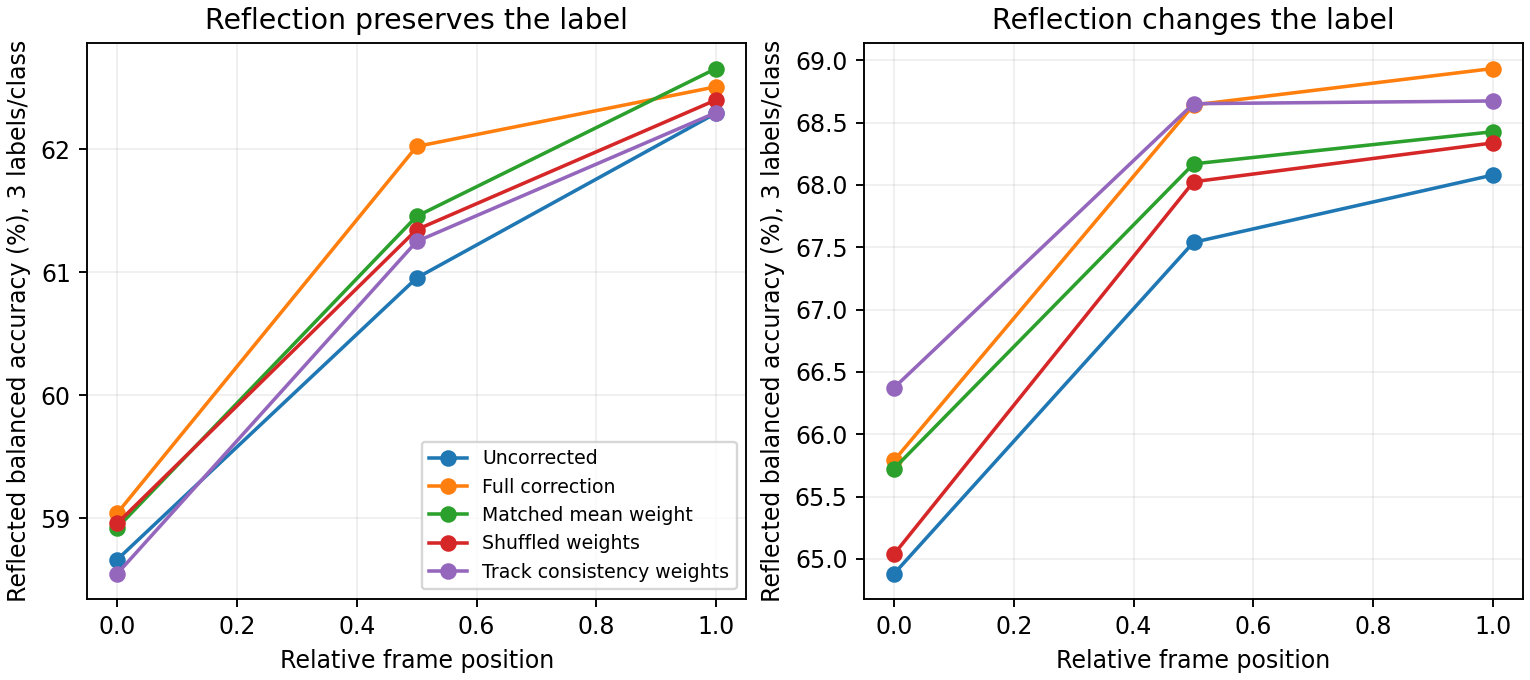 Reflection preserves the label
Reflected balanced accuracy (%), 3 labels/class
62
61
60
59
0.0 0.2 0.4 0.6 0.8 1.0
Relative frame position
Uncorrected
Full correction
Matched mean weight
Shuffled weights
Track consistency weights
Reflection changes the label
Reflected balanced accuracy (%), 3 labels/class
69.0
68.5
68.0
67.5
67.0
66.5
66.0
65.5
65.0
0.0 0.2 0.4 0.6 0.8 1.0
Relative frame position